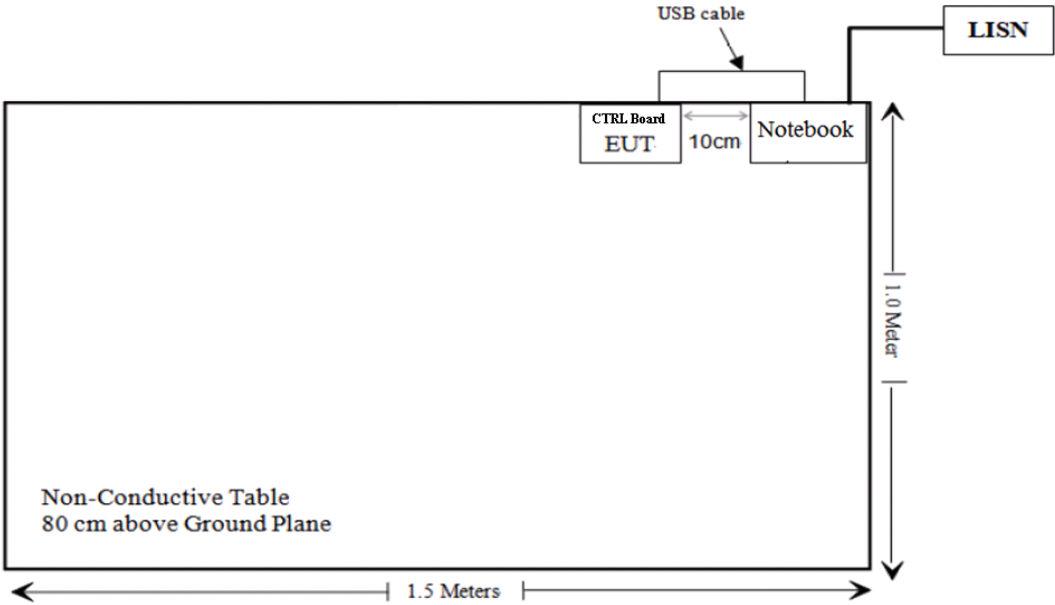 USB cable
LISN
CTRL Board
EUT
10cm
Notebook
1.0 Meter
Non-Conductive Table
80 cm above Ground Plane
1.5 Meters